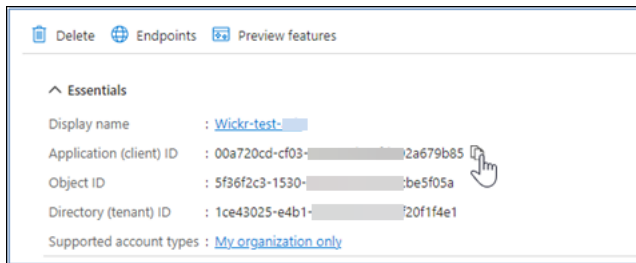 Delete Endpoints Preview features
Essentials
Display name : Wickr-test-
Application (client) ID : 00a720cd-cf03- 02a679b85
Object ID : 5f36f2c3-1530- be5f05a
Directory (tenant) ID : 1ce43025-e4b1- f20f1f4e1
Supported account types : My organization only